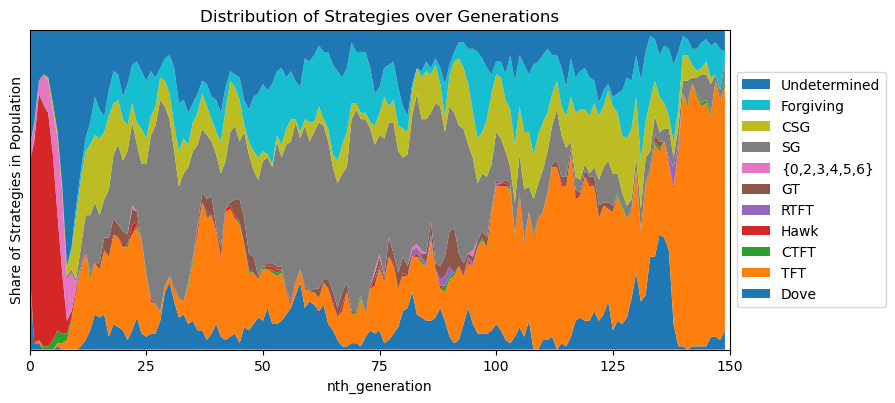 Distribution of Strategies over Generations
Share of Strategies in Population
Undetermined
Forgiving
CSG
SG
{0,2,3,4,5,6}
GT
RTFT
Hawk
CTFT
TFT
Dove
0 25 50 75 100 125 150
nth_generation